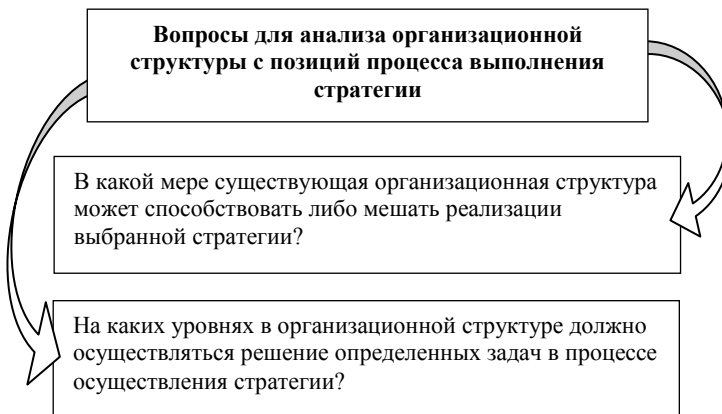 Вопросы для анализа организационной
структуры с позиций процесса выполнения
стратегии
В какой мере существующая организационная структура
может способствовать либо мешать реализации
выбранной стратегии?
На каких уровнях в организационной структуре должно
осуществляться решение определенных задач в процессе
осуществления стратегии?